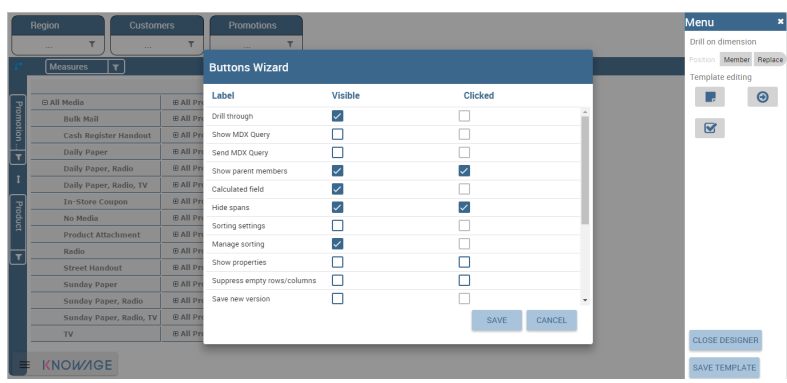 Region
Customers
Promotions
...
...
...
Measures
Promotion ...
Product
All Media
All Pr
Bulk Mail
All Pr
Cash Register Handout
All Pr
Daily Paper
All Pr
Daily Paper, Radio
All Pr
Daily Paper, Radio, TV
All Pr
In-Store Coupon
All Pr
No Media
All Pr
Product Attachment
All Pr
Radio
All Pr
Street Handout
All Pr
Sunday Paper
All Pr
Sunday Paper, Radio
All Pr
Sunday Paper, Radio, TV
All Pr
TV
All Pr
KNOWAGE
Buttons Wizard
Label Visible Clicked
Drill through
Show MDX Query
Send MDX Query
Show parent members
Calculated field
Hide spans
Sorting settings
Manage sorting
Show properties
Suppress empty rows/columns
Save new version
SAVE CANCEL
Menu
Drill on dimension
Position Member Replace
Template editing
CLOSE DESIGNER
SAVE TEMPLATE